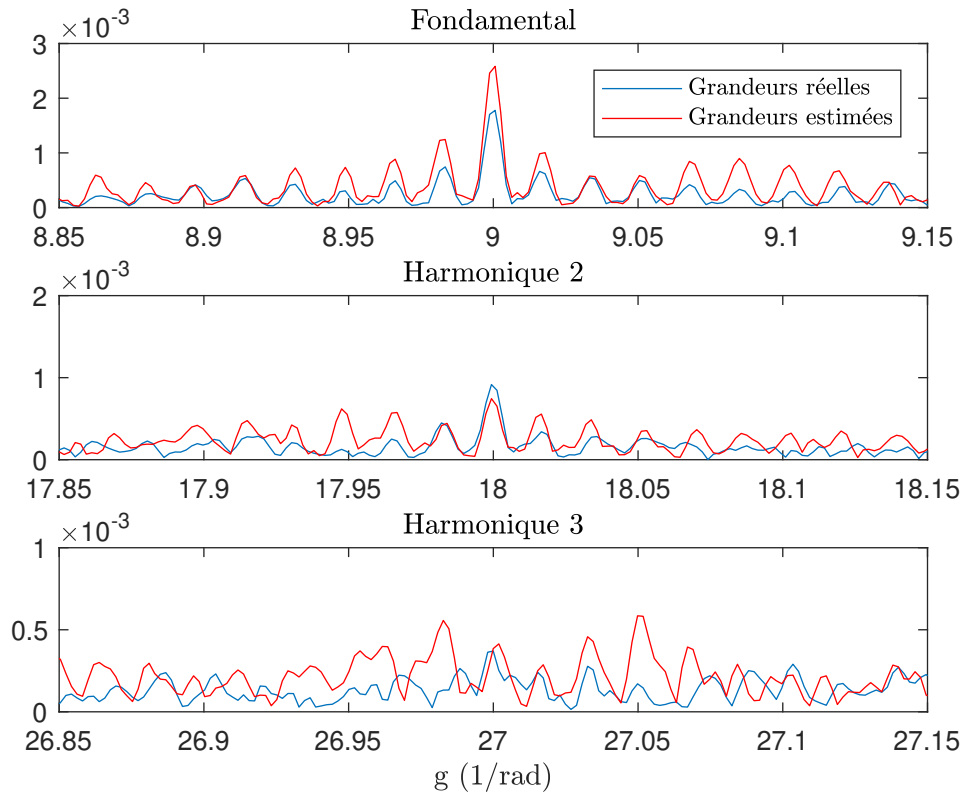 Fondamental
×10-3
3
2
1
0
Grandeurs réelles
Grandeurs estimées
8.85 8.9 8.95 9 9.05 9.1 9.15
Harmonique 2
×10-3
2
1
0
17.85 17.9 17.95 18 18.05 18.1 18.15
Harmonique 3
×10-3
1
0.5
0
26.85 26.9 26.95 27 27.05 27.1 27.15
g (1/rad)